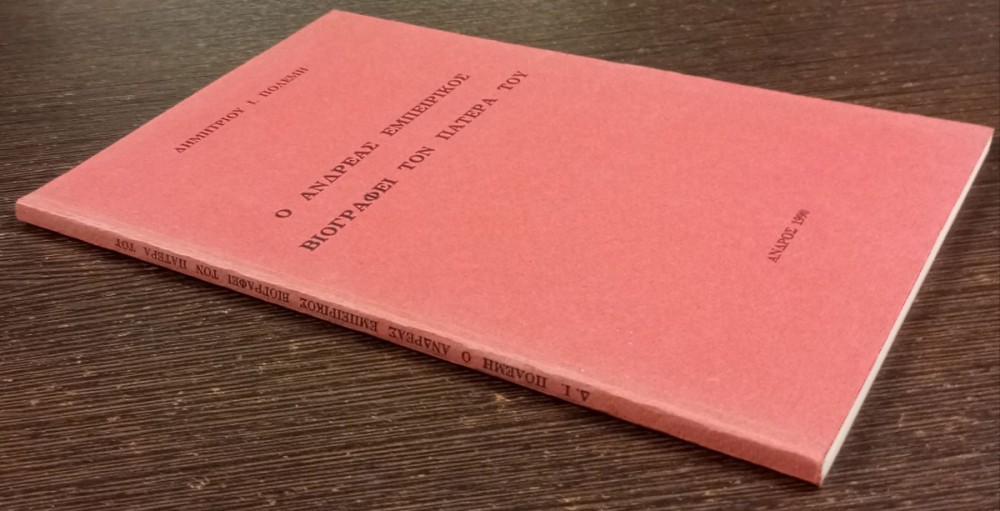 ΔΗΜΗΤΡΙΟΥ Ι. ΠΟΛΕΜΗ
Ο ΑΝΔΡΕΑΣ ΕΜΠΕΙΡΙΚΟΣ
ΒΙΟΓΡΑΦΕΙ ΤΟΝ ΠΑΤΕΡΑ ΤΟΥ
ΑΝΔΡΟΣ 1990
Δ. Ι. ΠΟΛΕΜΗ Ο ΑΝΔΡΕΑΣ ΕΜΠΕΙΡΙΚΟΣ ΒΙΟΓΡΑΦΕΙ ΤΟΝ ΠΑΤΕΡΑ ΤΟΥ